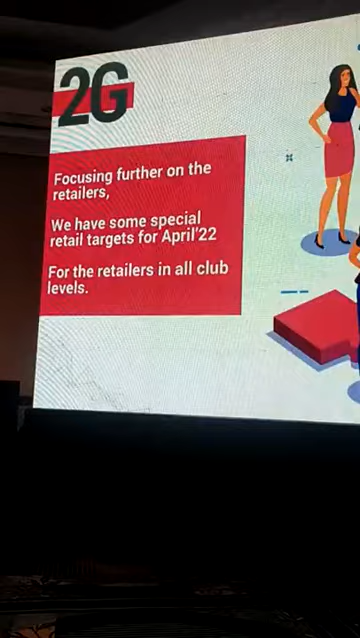 2G
Focusing further on the
retailers,
We have some special
retail targets for April'22
For the retailers in all club
levels.